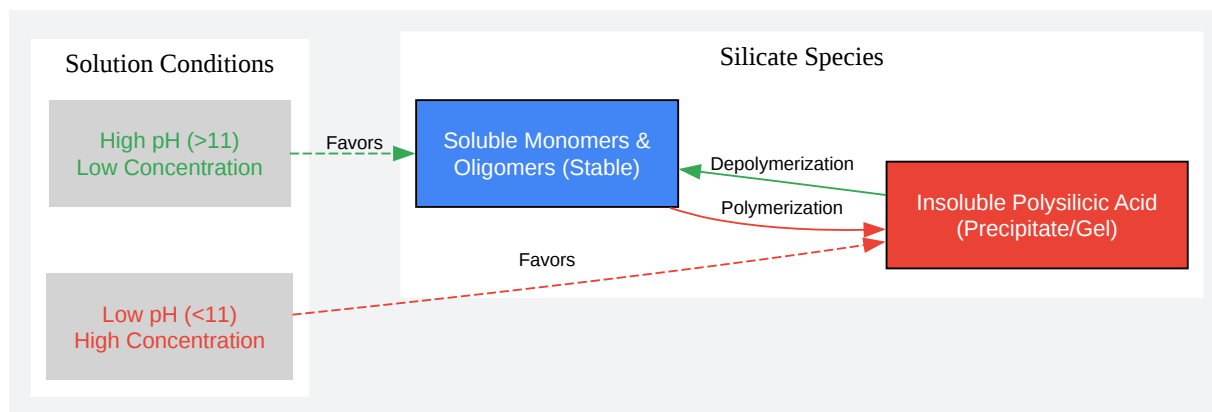 Solution Conditions
High pH (>11)
Low Concentration
Low pH (<11)
High Concentration
Favors
Favors
Silicate Species
Soluble Monomers &
Oligomers (Stable)
Depolymerization
Polymerization
Insoluble Polysilicic Acid
(Precipitate/Gel)